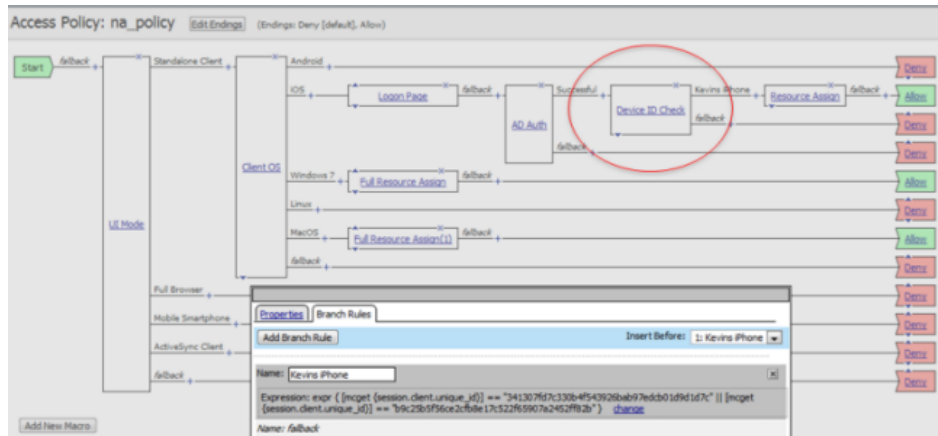 Access Policy: na_policy Edit Endings (Endings: Deny [default], Allow)
Start fallback + Standalone Client + Android + Deny
iOS + Logon Page fallback + Successful + Kevins iPhone + Resource Assign fallback + Allow
Device ID Check
AD Auth fallback + Deny
fallback + Deny
Client OS
Windows 7 + Full Resource Assign fallback + Allow
Linux + Deny
UI Mode
MacOS + Full Resource Assign(1) fallback + Allow
fallback + Deny
Full Browser + Deny
Properties Branch Rules
Mobile Smartphone + Deny
Add Branch Rule Insert Before: 1: Kevins iPhone
ActiveSync Client + Deny
fallback + Deny
Name: Kevins iPhone
Expression: expr { [mcget {session.client.unique_id}] == "341307fd7c330b4f543926bab97edcb01d9d1d7c" || [mcget
{session.client.unique_id}] == "b9c25b5f56ce2cfb8e17c522f65907a2452ff82b" } change
Add New Macro
Name: fallback